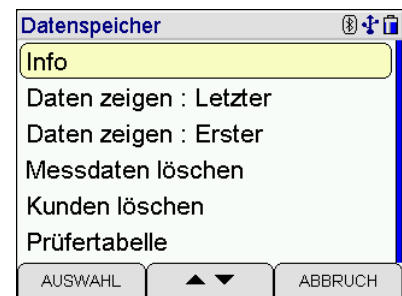 Datenspeicher
Info
Daten zeigen : Letzter
Daten zeigen : Erster
Messdaten löschen
Kunden löschen
Prüfertabelle
AUSWAHL ▲ ▼ ABBRUCH